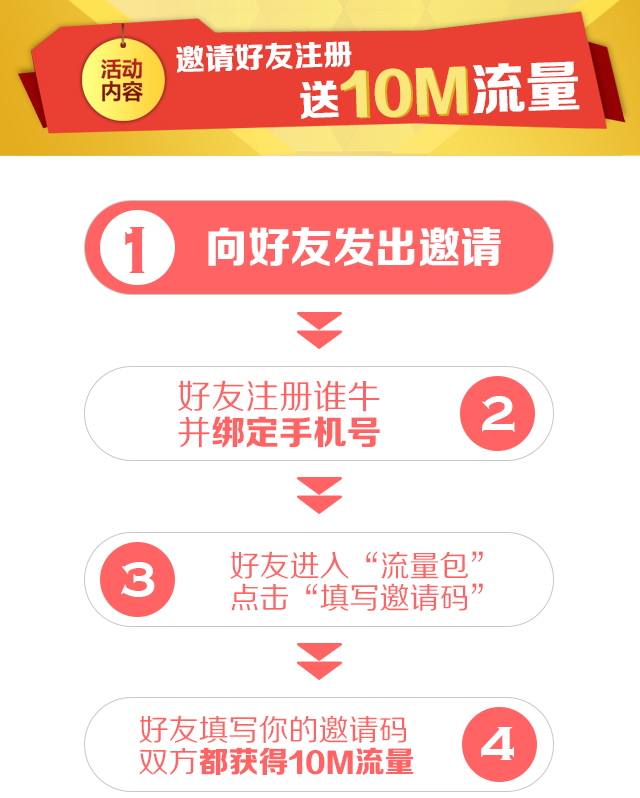 活动
内容
邀请好友注册
送10M流量
1 向好友发出邀请
好友注册谁牛
并绑定手机号
2
3
好友进入“流量包”
点击“填写邀请码”
好友填写你的邀请码
双方都获得10M流量
4